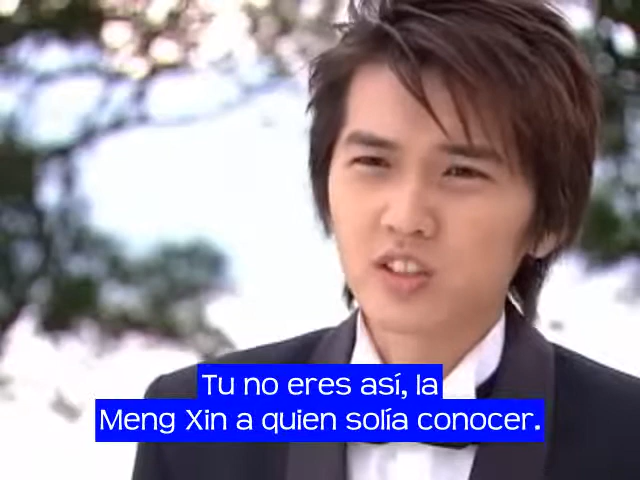 Tu no eres así, la
Meng Xin a quien solía conocer.